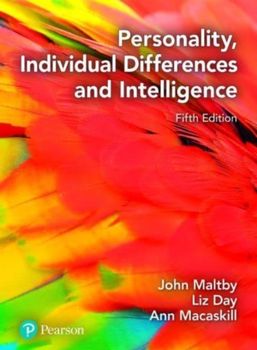 Personality,
Individual Differences
and Intelligence
Fifth Edition
John Maltby
Liz Day
Ann Macaskill
Pearson